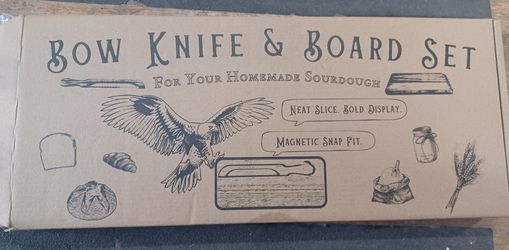 Bow Knife & Board Set
For Your Homemade Sourdough
Neat Slice. Bold Display.
Magnetic Snap Fit.